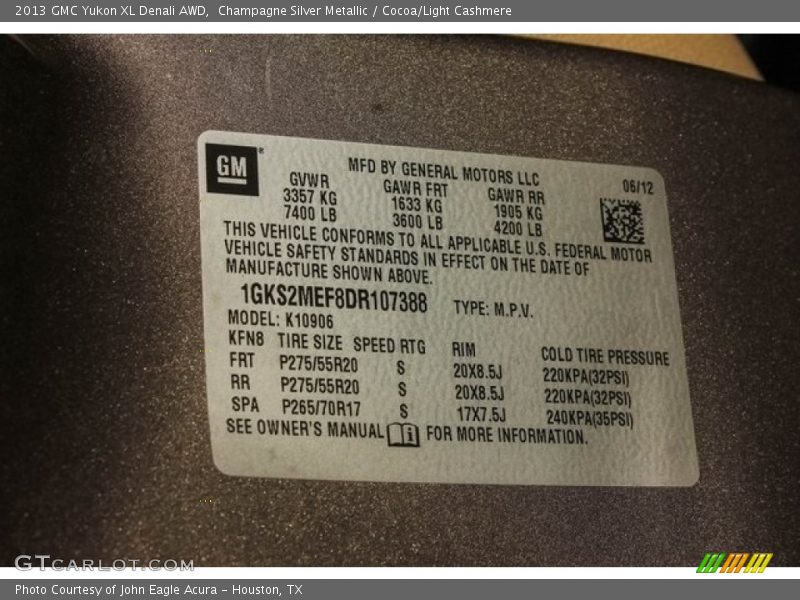 2013 GMC Yukon XL Denali AWD,  Champagne Silver Metallic / Cocoa/Light Cashmere
GM
MFD BY GENERAL MOTORS LLC
06/12
GVWR GAWR FRT GAWR RR
3357 KG 1633 KG 1905 KG
7400 LB 3600 LB 4200 LB
THIS VEHICLE CONFORMS TO ALL APPLICABLE U.S. FEDERAL MOTOR
VEHICLE SAFETY STANDARDS IN EFFECT ON THE DATE OF
MANUFACTURE SHOWN ABOVE.
1GKS2MEF8DR107388 TYPE: M.P.V.
MODEL: K10906
KFN8 TIRE SIZE SPEED RTG RIM COLD TIRE PRESSURE
FRT P275/55R20 S 20X8.5J 220KPA(32PSI)
RR P275/55R20 S 20X8.5J 220KPA(32PSI)
SPA P265/70R17 S 17X7.5J 240KPA(35PSI)
SEE OWNER'S MANUAL FOR MORE INFORMATION.
GTCARLOT.COM
Photo Courtesy of John Eagle Acura - Houston, TX